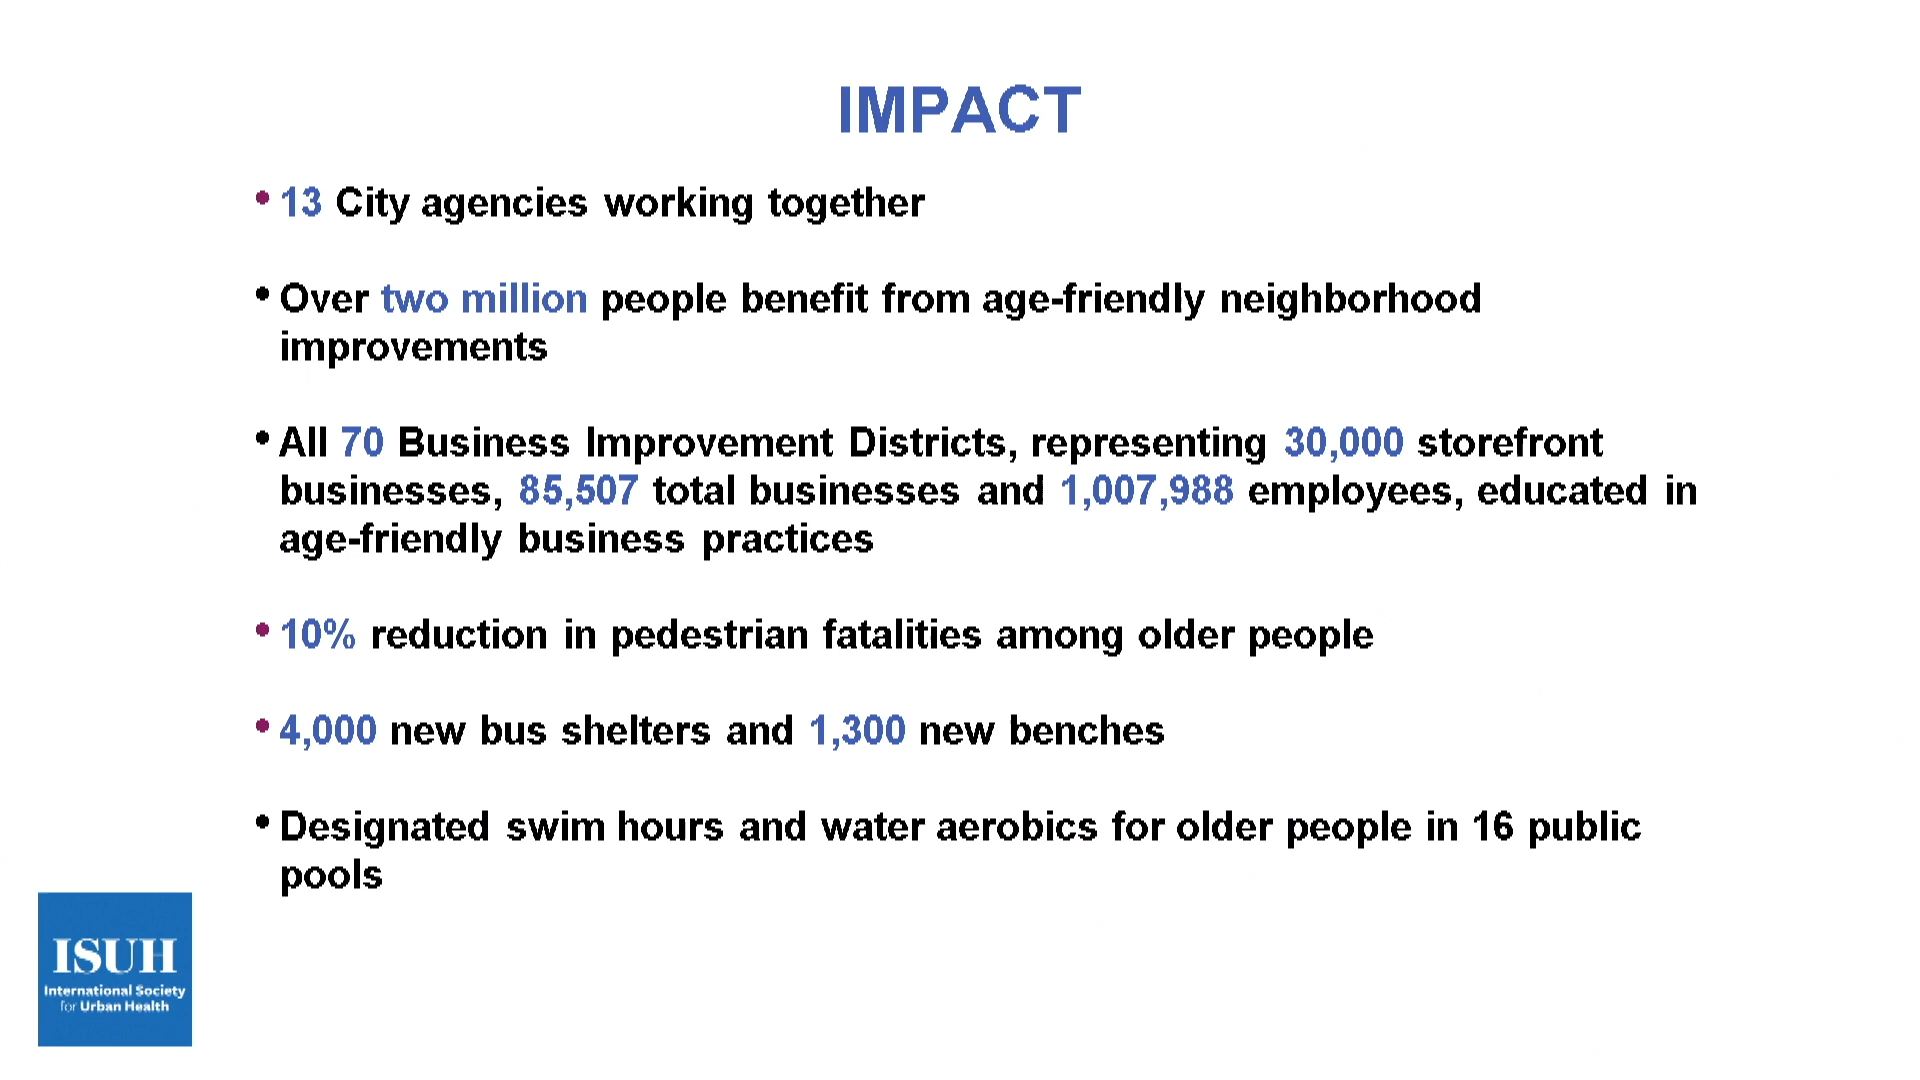 IMPACT
• 13 City agencies working together
• Over two million people benefit from age-friendly neighborhood
improvements
• All 70 Business Improvement Districts, representing 30,000 storefront
businesses, 85,507 total businesses and 1,007,988 employees, educated in
age-friendly business practices
• 10% reduction in pedestrian fatalities among older people
• 4,000 new bus shelters and 1,300 new benches
• Designated swim hours and water aerobics for older people in 16 public
pools
ISUH
International Society
for Urban Health